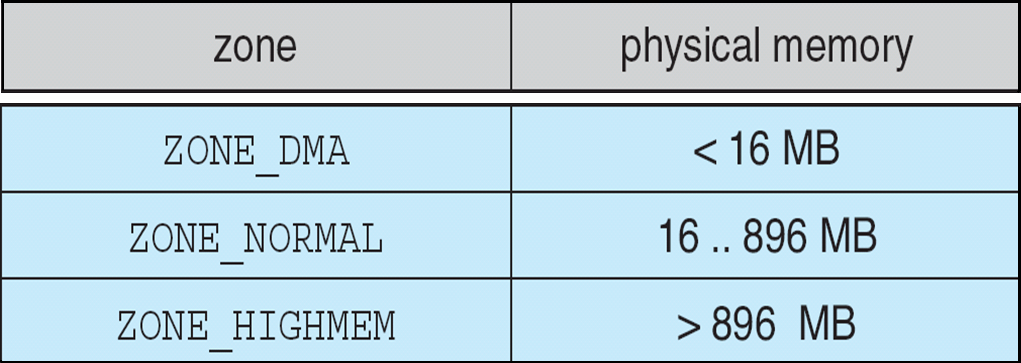 zone physical memory
ZONE_DMA < 16 MB
ZONE_NORMAL 16 .. 896 MB
ZONE_HIGHMEM > 896 MB